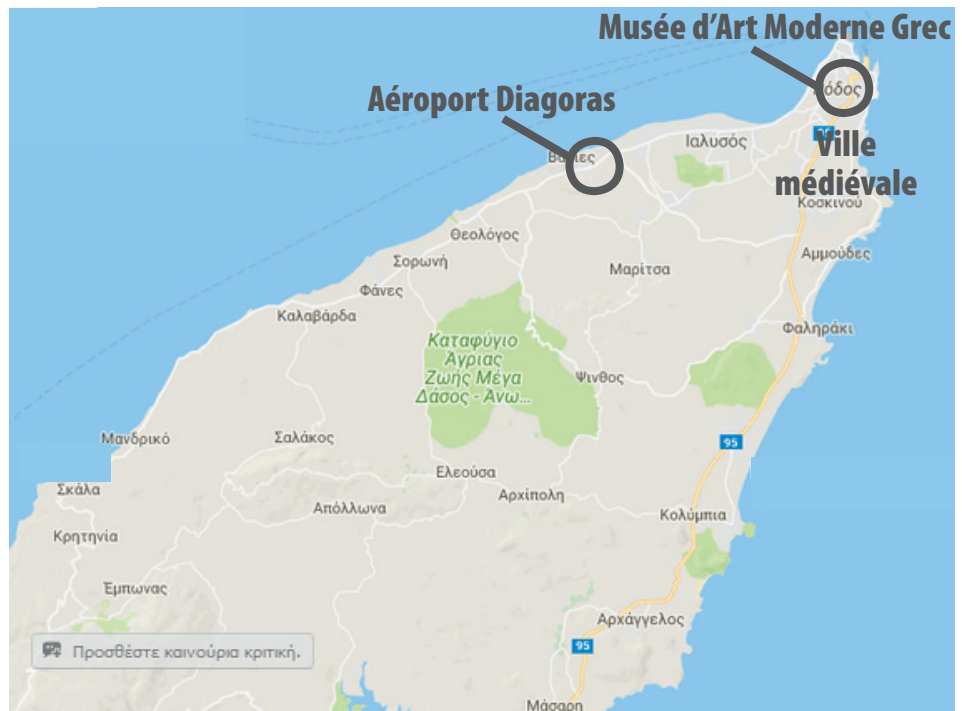 Musée d'Art Moderne Grec
Aéroport Diagoras
Ιαλυσός
Ville
médiévale
Κοσκινού
Θεολόγος
Αμμούδες
Σορωνή
Μαρίτσα
Φάνες
Καλαβάρδα
Φαληράκι
Καταφύγιο
Άγριας
Ζωής Μέγα
Δάσος - Άνω...
Ψίνθος
Μανδρικό
Σαλάκος
95
Ελεούσα
Σκάλα
Αρχίπολη
Απόλλωνα
Κολύμπια
Κρητηνία
Έμπωνας
Αρχάγγελος
95
Προσθέστε καινούρια κριτική.
Μάσαρη